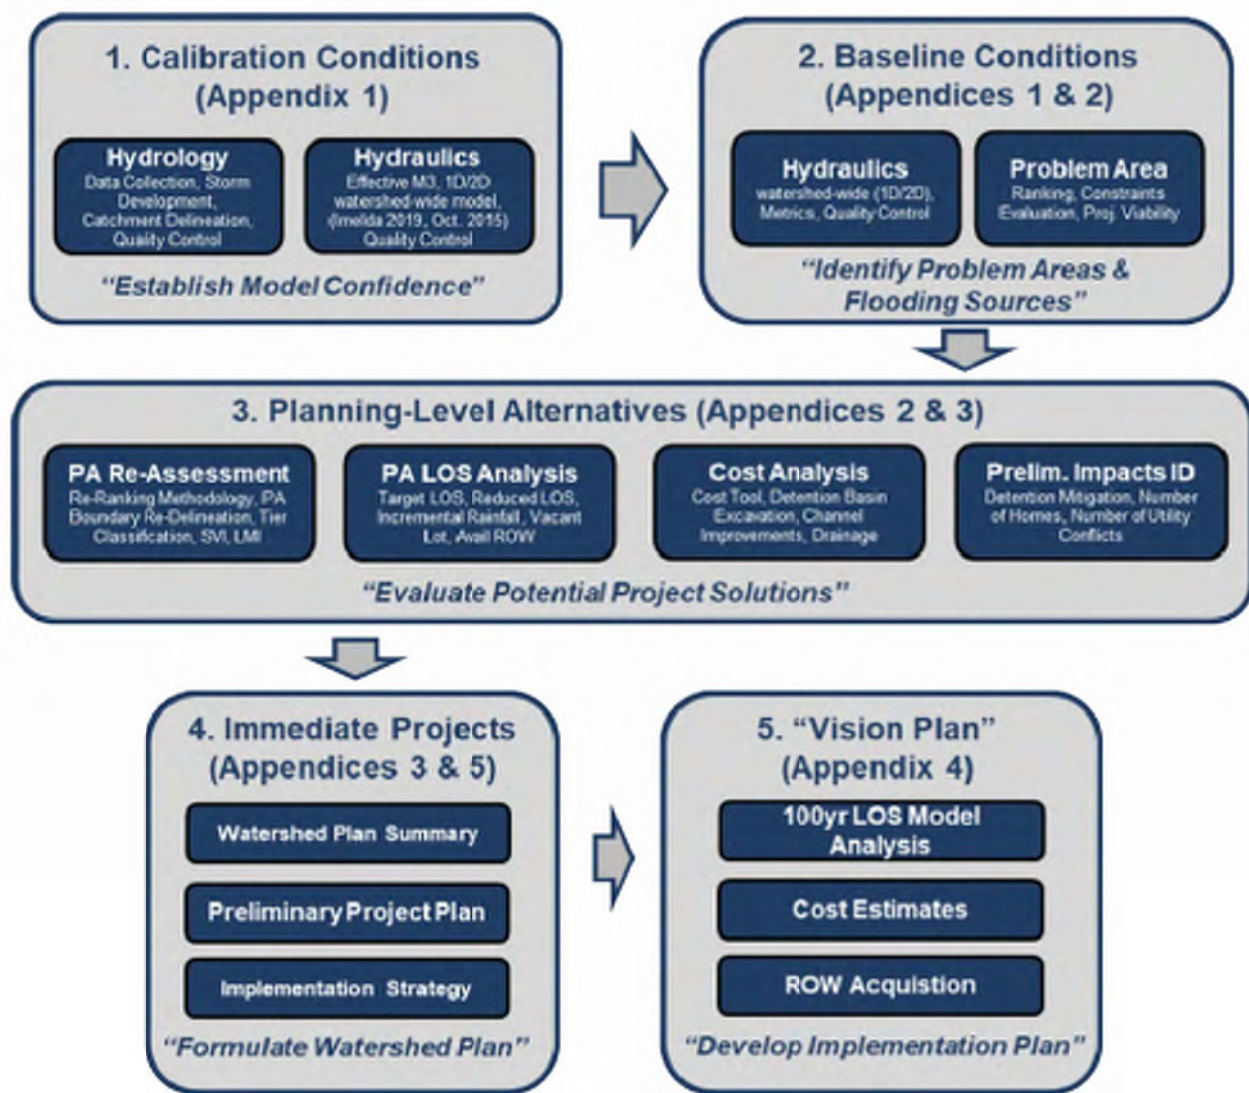 1. Calibration Conditions
(Appendix 1)
Hydrology
Data Collection, Storm
Development,
Catchment Delineation,
Quality Control
Hydraulics
Effective M3, 1D/2D
watershed-wide model,
(Imelda 2019, Oct. 2015)
Quality Control
“Establish Model Confidence”
2. Baseline Conditions
(Appendices 1 & 2)
Hydraulics
watershed-wide (1D/2D),
Metrics, Quality Control
Problem Area
Ranking, Constraints
Evaluation, Proj. Viability
“Identify Problem Areas &
Flooding Sources”
3. Planning-Level Alternatives (Appendices 2 & 3)
PA Re-Assessment
Re-Ranking Methodology, PA
Boundary Re-Delineation, Tier
Classification, SVI, LMI
PA LOS Analysis
Target LOS, Reduced LOS,
Incremental Rainfall, Vacant
Lot, Avail ROW
Cost Analysis
Cost Tool, Detention Basin
Excavation, Channel
Improvements, Drainage
Prelim. Impacts ID
Detention Mitigation, Number
of Homes, Number of Utility
Conflicts
“Evaluate Potential Project Solutions”
4. Immediate Projects
(Appendices 3 & 5)
Watershed Plan Summary
Preliminary Project Plan
Implementation Strategy
“Formulate Watershed Plan”
5. “Vision Plan”
(Appendix 4)
100yr LOS Model
Analysis
Cost Estimates
ROW Acquistion
“Develop Implementation Plan”